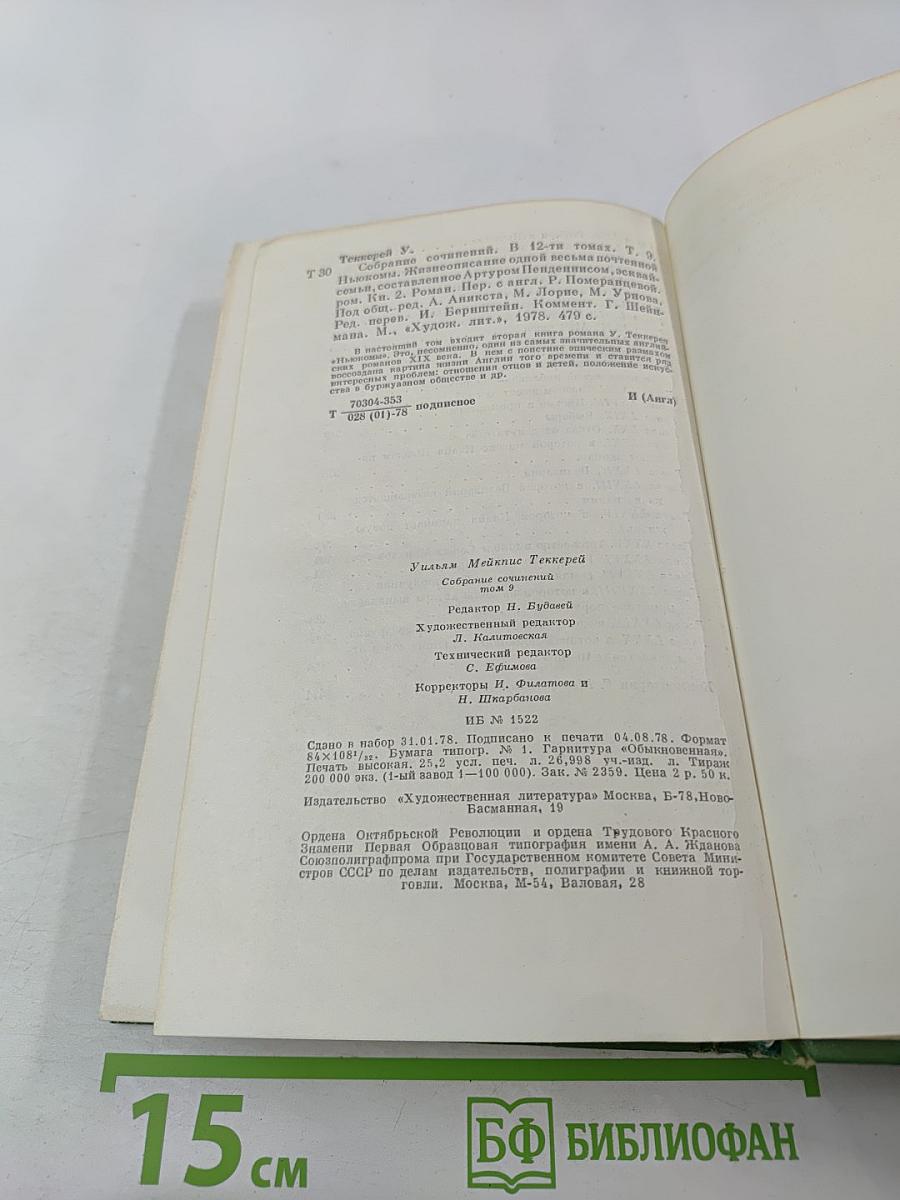 Теккерей У.
Т 30 Собрание сочинений. В 12-ти томах. Т. 9.
Ньюкомы. Жизнеописание одной весьма почтенной
семьи, составленное Артуром Пенденнисом, эсквай-
ром. Кн. 2. Роман. Пер. с англ. Р. Померанцевой.
Под общ. ред. А. Аникста, М. Лорие, М. Урнова,
Ред. перев. И. Бернштейн. Коммент. Г. Шейн-
мана. М., «Худож. лит.», 1978. 479 с.
В настоящий том входит вторая книга романа У. Теккерея
«Ньюкомы». Это, несомненно, один из самых значительных англий-
ских романов XIX века. В нем с поистине эпическим размахом
воссоздана картина жизни Англии того времени и ставится ряд
интересных проблем: отношения отцов и детей, положение искус-
ства в буржуазном обществе и др.
Т 70304-353
028 (01)-78 подписное И (Англ)
Уильям Мейкпис Теккерей
Собрание сочинений
том 9
Редактор Н. Будавей
Художественный редактор
Л. Калитовская
Технический редактор
С. Ефимова
Корректоры И. Филатова и
Н. Шкарбанова
ИБ № 1522
Сдано в набор 31.01.78. Подписано к печати 04.08.78. Формат
84×108¹/₃₂. Бумага типогр. № 1. Гарнитура «Обыкновенная».
Печать высокая. 25,2 усл. печ. л. 26,998 уч.-изд. л. Тираж
200 000 экз. (1-ый завод 1—100 000). Зак. № 2359. Цена 2 р. 50 к.
Издательство «Художественная литература» Москва, Б-78,Ново-
Басманная, 19
Ордена Октябрьской Революции и ордена Трудового Красного
Знамени Первая Образцовая типография имени А. А. Жданова
Союзполиграфпрома при Государственном комитете Совета Мини-
стров СССР по делам издательств, полиграфии и книжной тор-
говли. Москва, М-54, Валовая, 28
15 см
БФ БИБЛИОФАН